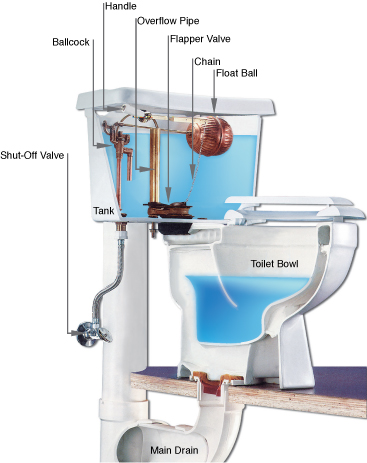 Handle
Overflow Pipe
Ballcock
Flapper Valve
Chain
Float Ball
Shut-Off Valve
Tank
Toilet Bowl
Main Drain